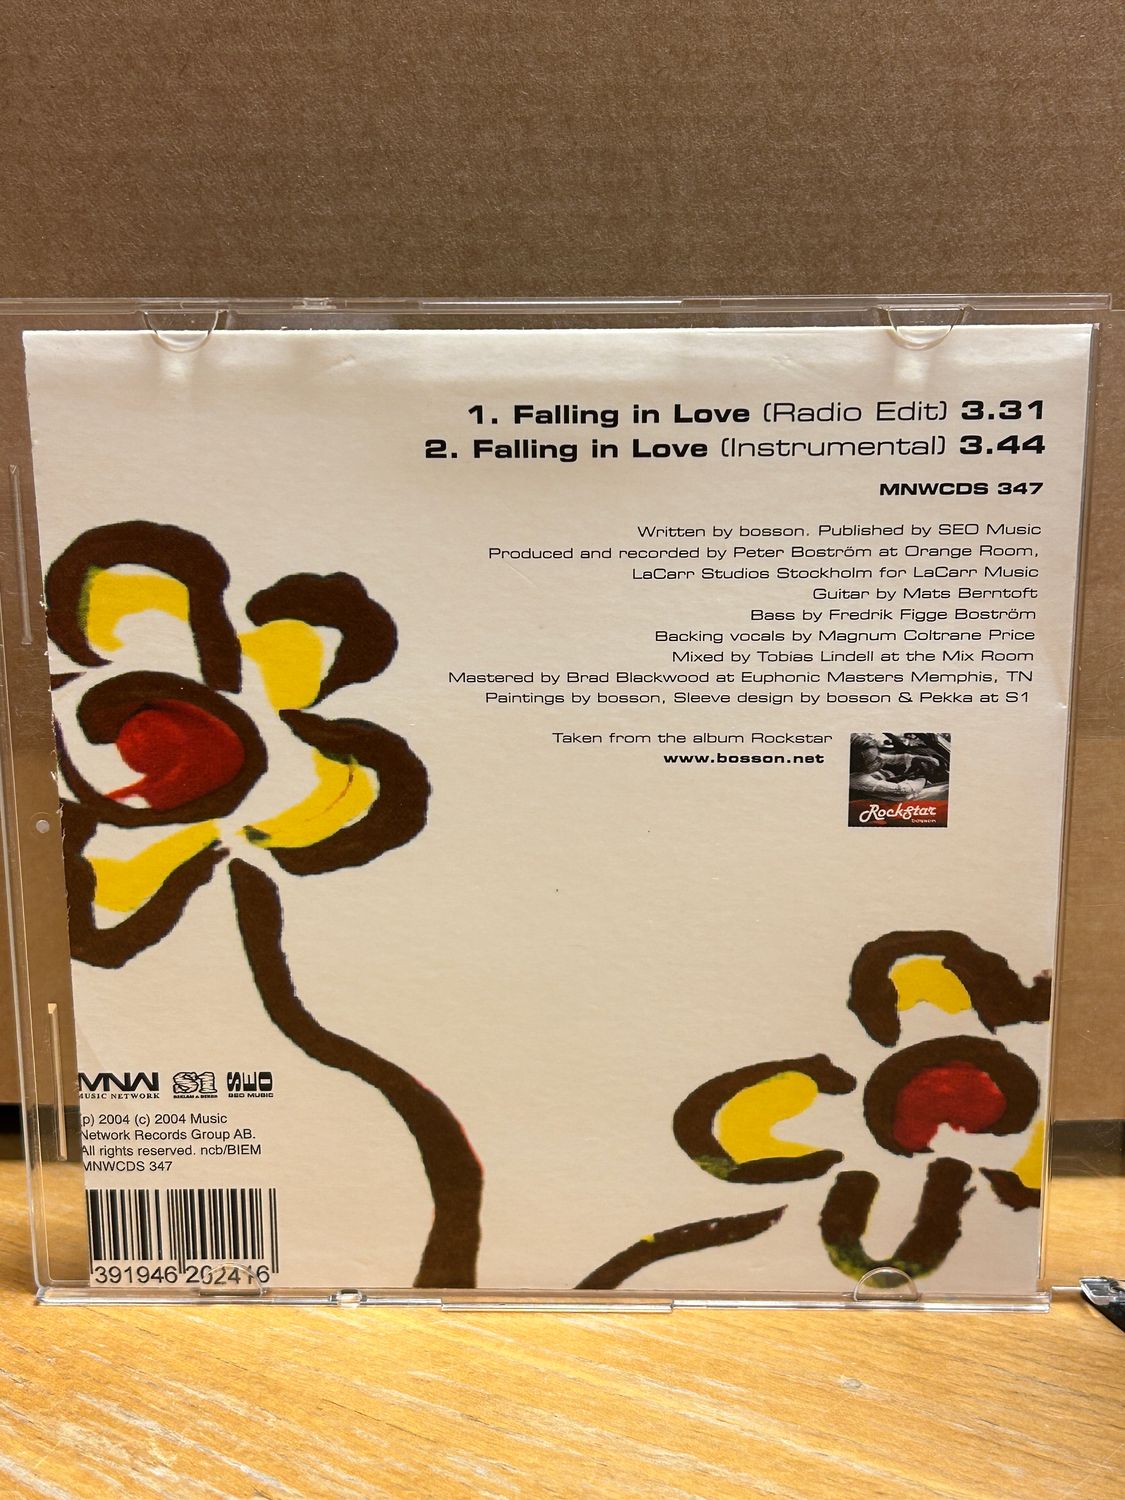 1. Falling in Love (Radio Edit) 3.31
2. Falling in Love (Instrumental) 3.44
MNWCDS 347
Written by bosson. Published by SEO Music
Produced and recorded by Peter Boström at Orange Room,
LaCarr Studios Stockholm for LaCarr Music
Guitar by Mats Berntoft
Bass by Fredrik Figge Boström
Backing vocals by Magnum Coltrane Price
Mixed by Tobias Lindell at the Mix Room
Mastered by Brad Blackwood at Euphonic Masters Memphis, TN
Paintings by bosson, Sleeve design by bosson & Pekka at S1
Taken from the album Rockstar
www.bosson.net
RockStar
bosson
MNW S1 SEO
MUSIC NETWORK REKLAM & DEKOR SEO MUSIC
p) 2004 (c) 2004 Music
Network Records Group AB.
All rights reserved. ncb/BIEM
MNWCDS 347
391946 202416